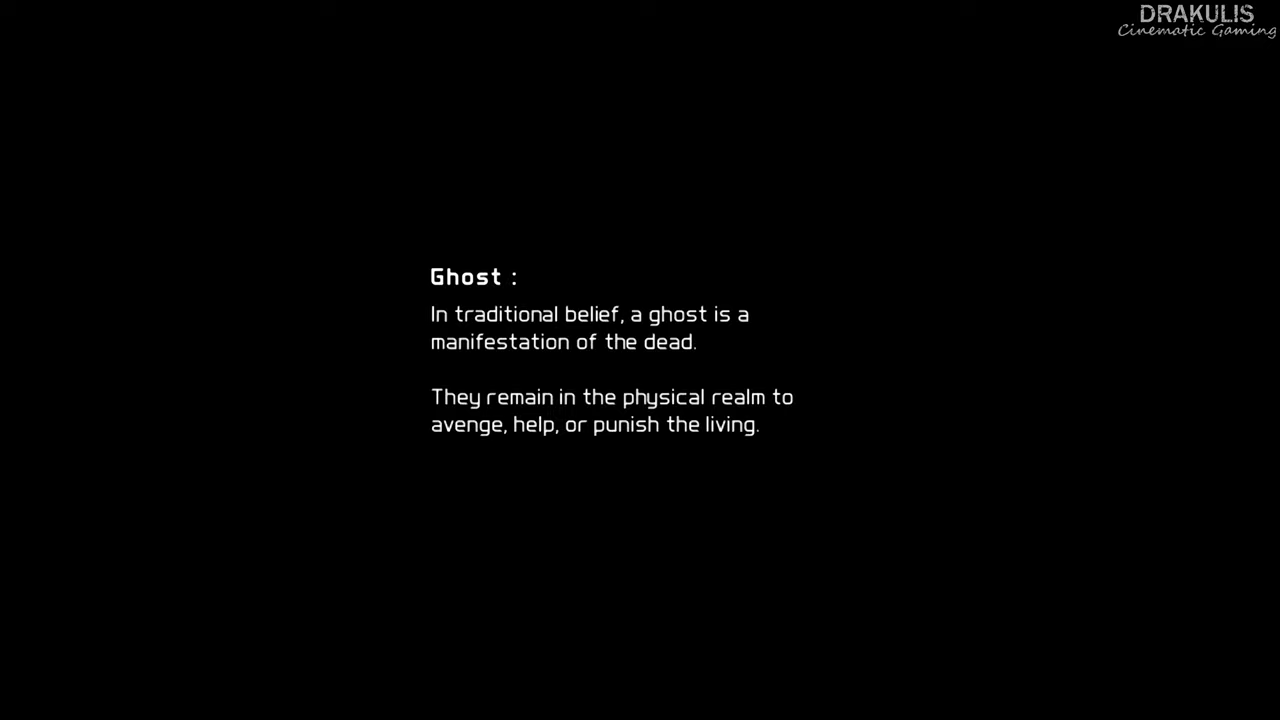 DRAKULIS
Cinematic Gaming
Ghost :
In traditional belief, a ghost is a
manifestation of the dead.
They remain in the physical realm to
avenge, help, or punish the living.